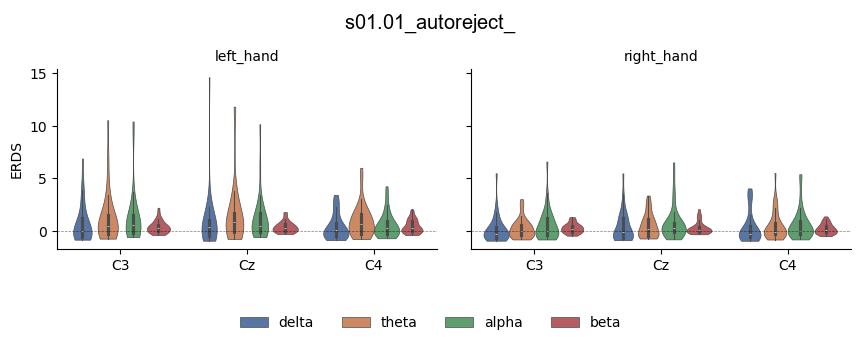 s01.01_autoreject_
left_hand
right_hand
ERDS
15
10
5
0
C3
Cz
C4
C3
Cz
C4
delta
theta
alpha
beta